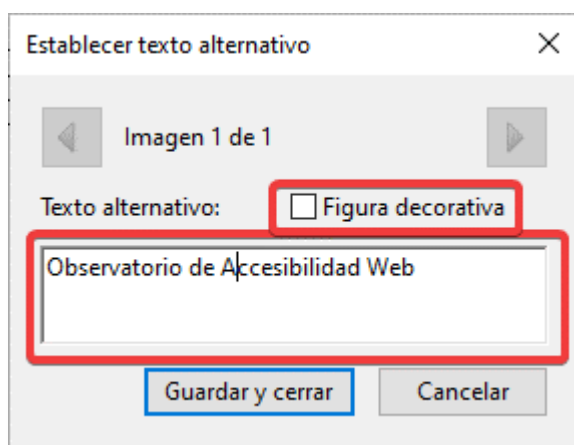 Establecer texto alternativo
Imagen 1 de 1
Texto alternativo: Figura decorativa
Observatorio de Accesibilidad Web
Guardar y cerrar Cancelar